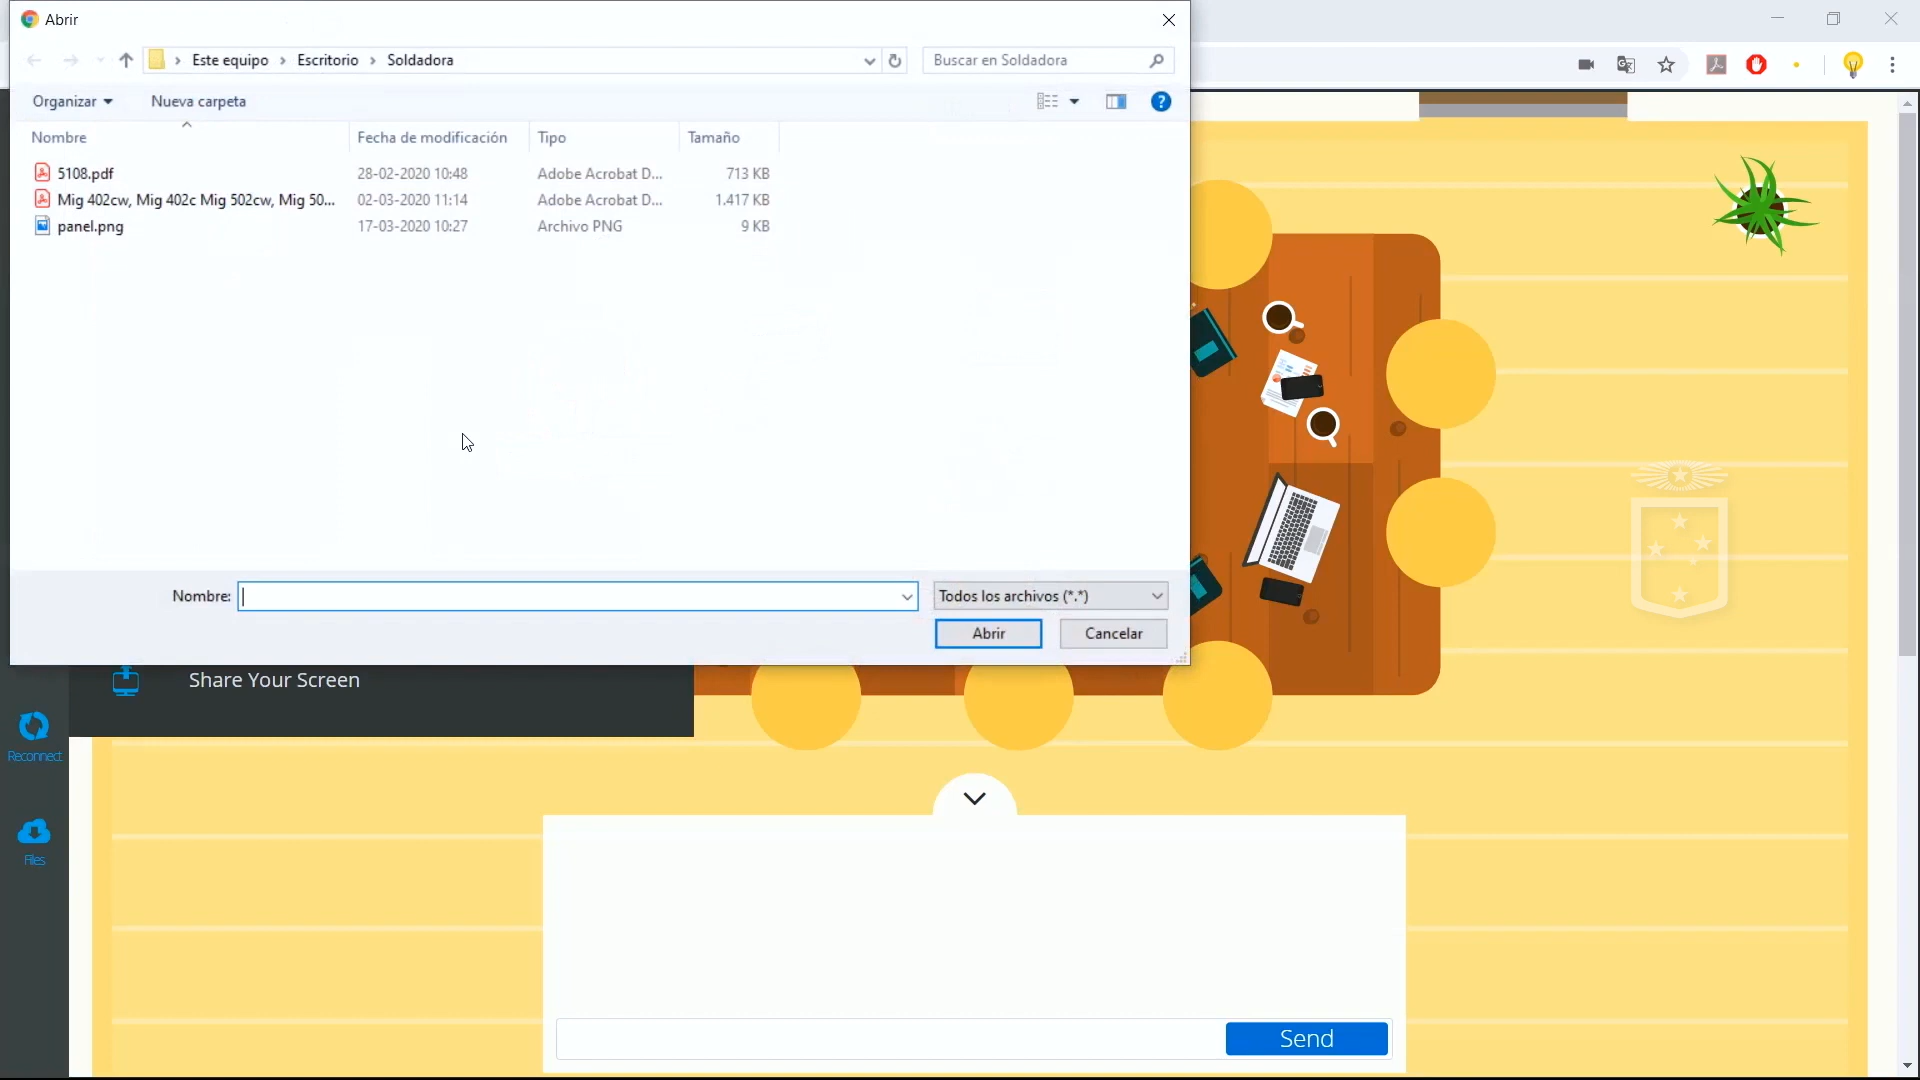 Abrir
Este equipo > Escritorio > Soldadora
Buscar en Soldadora
Organizar
Nueva carpeta
?
Nombre
Fecha de modificación
Tipo
Tamaño
5108.pdf
28-02-2020 10:48
Adobe Acrobat D...
713 KB
Mig 402cw, Mig 402c Mig 502cw, Mig 50...
02-03-2020 11:14
Adobe Acrobat D...
1.417 KB
panel.png
17-03-2020 10:27
Archivo PNG
9 KB
Nombre:
Todos los archivos (*.*)
Abrir
Cancelar
Share Your Screen
Reconnect
Files
Send